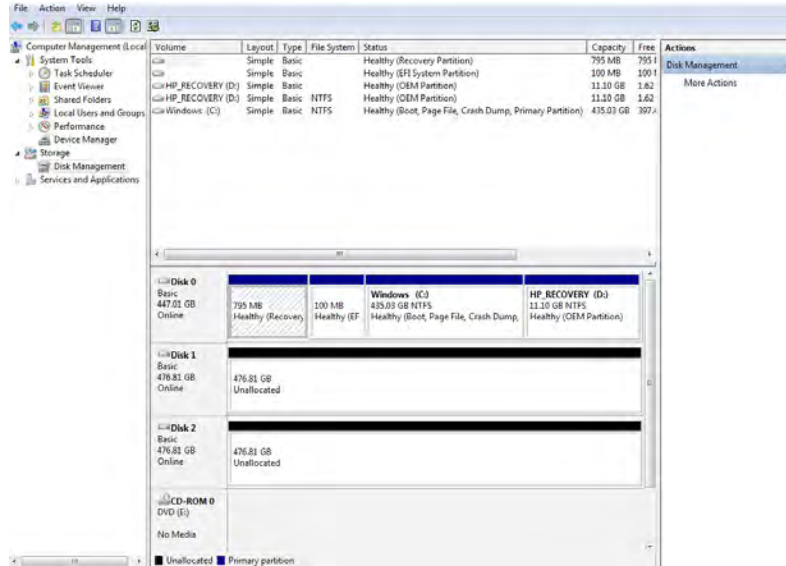 File Action View Help
Computer Management (Local
System Tools
Task Scheduler
Event Viewer
Shared Folders
Local Users and Groups
Performance
Device Manager
Storage
Disk Management
Services and Applications
Volume Layout Type File System Status Capacity Free
Simple Basic Healthy (Recovery Partition) 795 MB 795
Simple Basic Healthy (EFI System Partition) 100 MB 100
HP_RECOVERY (D:) Simple Basic Healthy (OEM Partition) 11.10 GB 1.62
HP_RECOVERY (D:) Simple Basic NTFS Healthy (OEM Partition) 11.10 GB 1.62
Windows (C:) Simple Basic NTFS Healthy (Boot, Page File, Crash Dump, Primary Partition) 435.03 GB 397.
Actions
Disk Management
More Actions
Disk 0
Basic
447.01 GB
Online
795 MB
Healthy (Recovery
100 MB
Healthy (EF
Windows (C:)
435.03 GB NTFS
Healthy (Boot, Page File, Crash Dump,
HP_RECOVERY (D:)
11.10 GB NTFS
Healthy (OEM Partition)
Disk 1
Basic
476.81 GB
Online
476.81 GB
Unallocated
Disk 2
Basic
476.81 GB
Online
476.81 GB
Unallocated
CD-ROM 0
DVD (E:)
No Media
Unallocated Primary partition